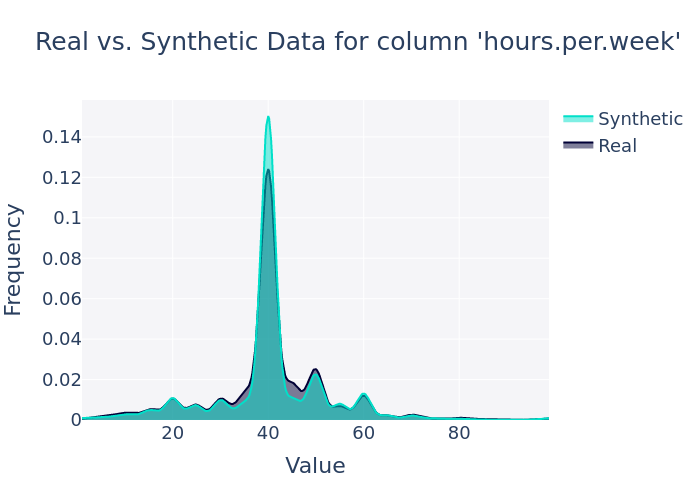 Real vs. Synthetic Data for column 'hours.per.week'
Synthetic
Real
Frequency
0.14
0.12
0.1
0.08
0.06
0.04
0.02
0
20
40
60
80
Value